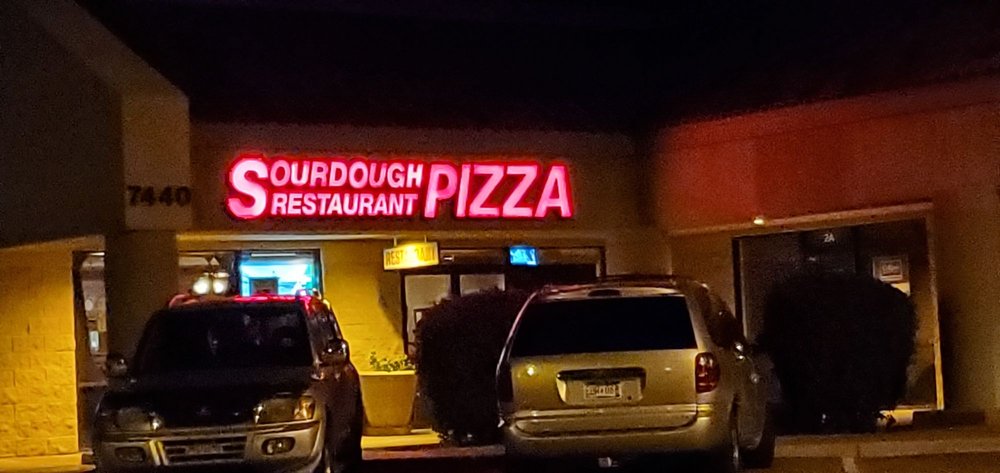 SOURDOUGH PIZZA
RESTAURANT
7440
RESTAURANT
2A